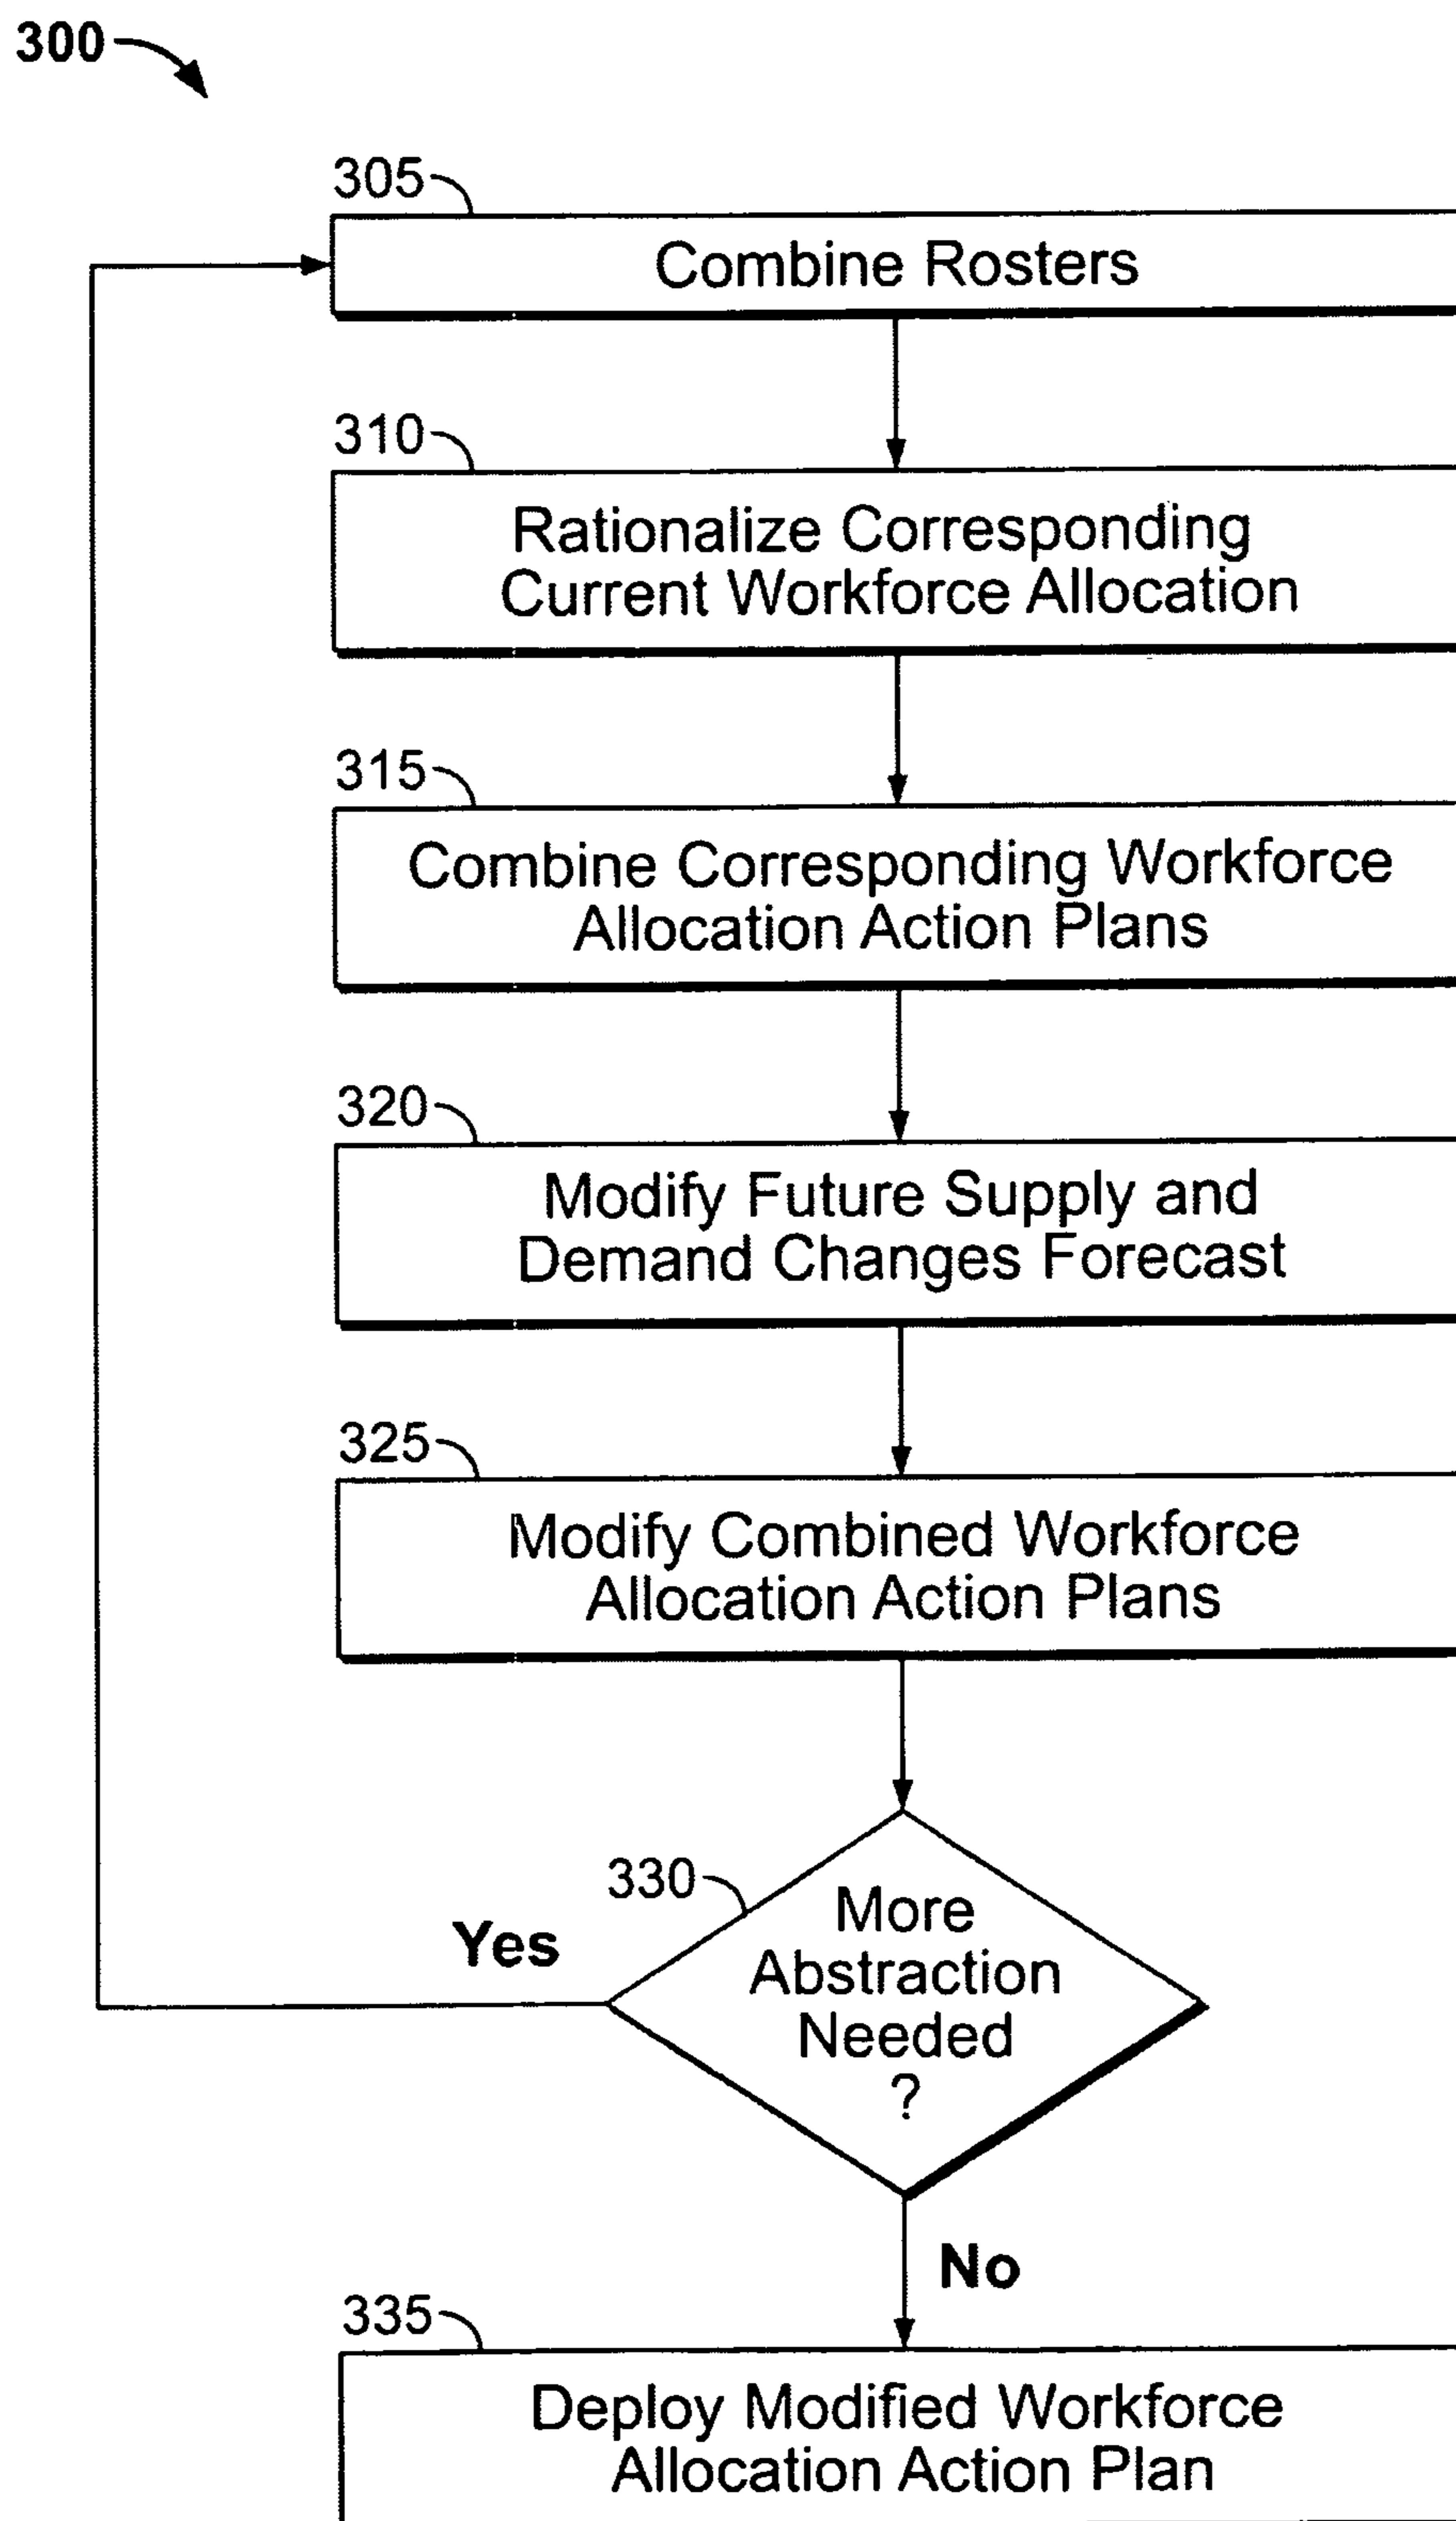 300
305
Combine Rosters
310
Rationalize Corresponding
Current Workforce Allocation
315
Combine Corresponding Workforce
Allocation Action Plans
320
Modify Future Supply and
Demand Changes Forecast
325
Modify Combined Workforce
Allocation Action Plans
330
More
Abstraction
Needed
?
Yes
No
335
Deploy Modified Workforce
Allocation Action Plan